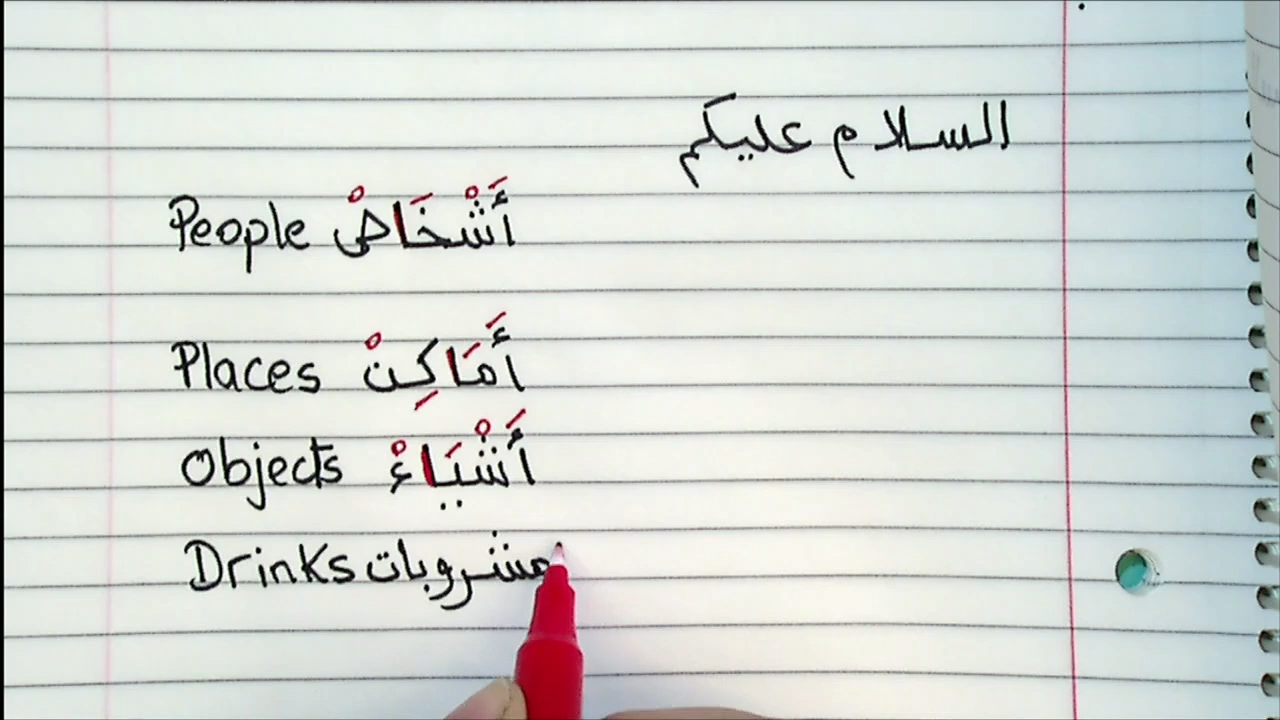 السلام عليكم
People أَشْخَاصْ
Places أَمَاكِنْ
Objects أَشْيَاءْ
Drinks مشروبات